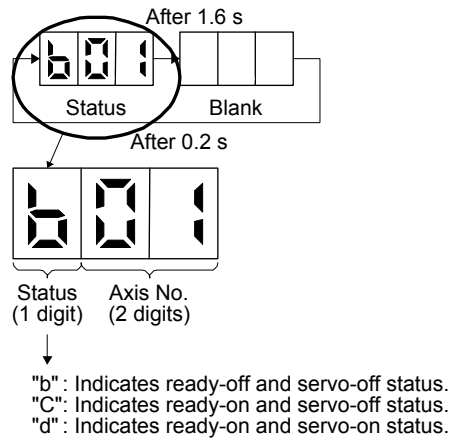 After 1.6 s
b01
Status Blank
After 0.2 s
b01
Status Axis No.
(1 digit) (2 digits)
"b" : Indicates ready-off and servo-off status.
"C": Indicates ready-on and servo-off status.
"d" : Indicates ready-on and servo-on status.